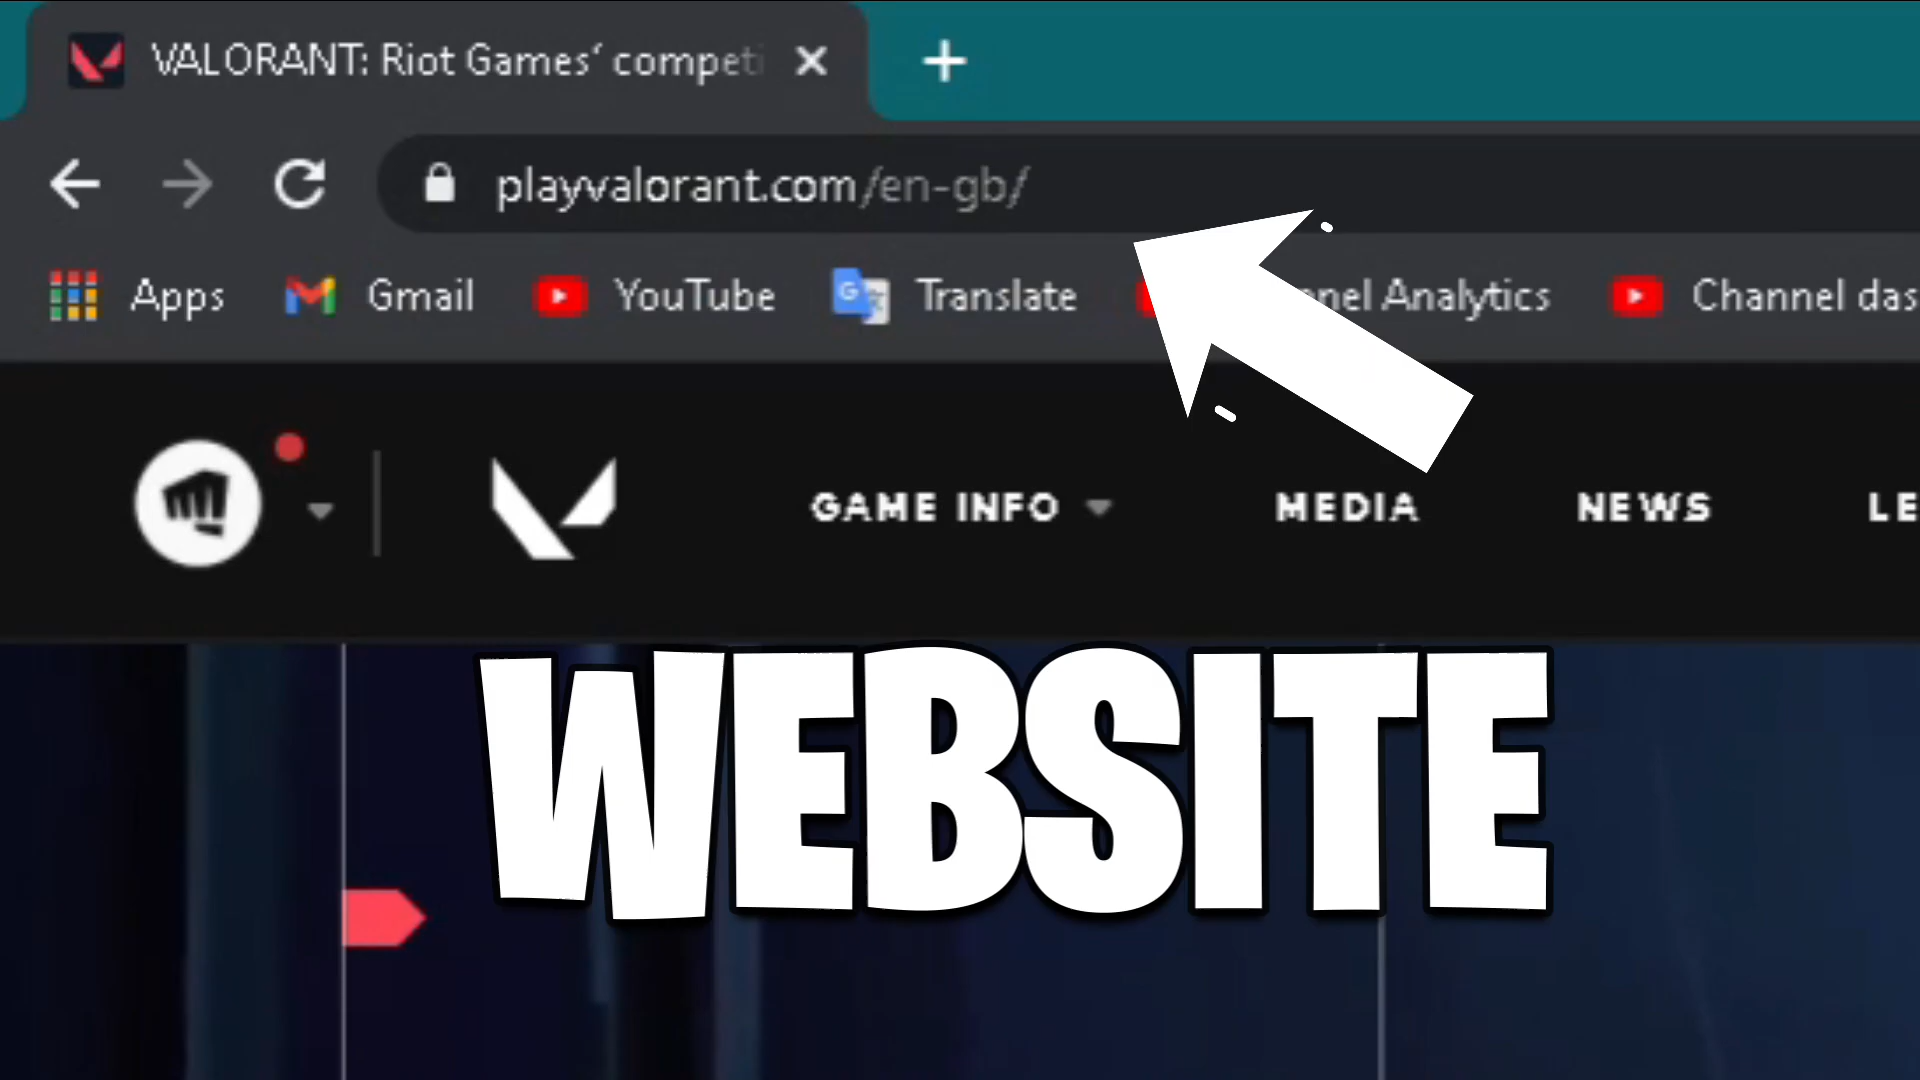 VALORANT: Riot Games' competi
playvalorant.com/en-gb/
Apps Gmail YouTube Translate nel Analytics Channel das
GAME INFO MEDIA NEWS LE
WEBSITE